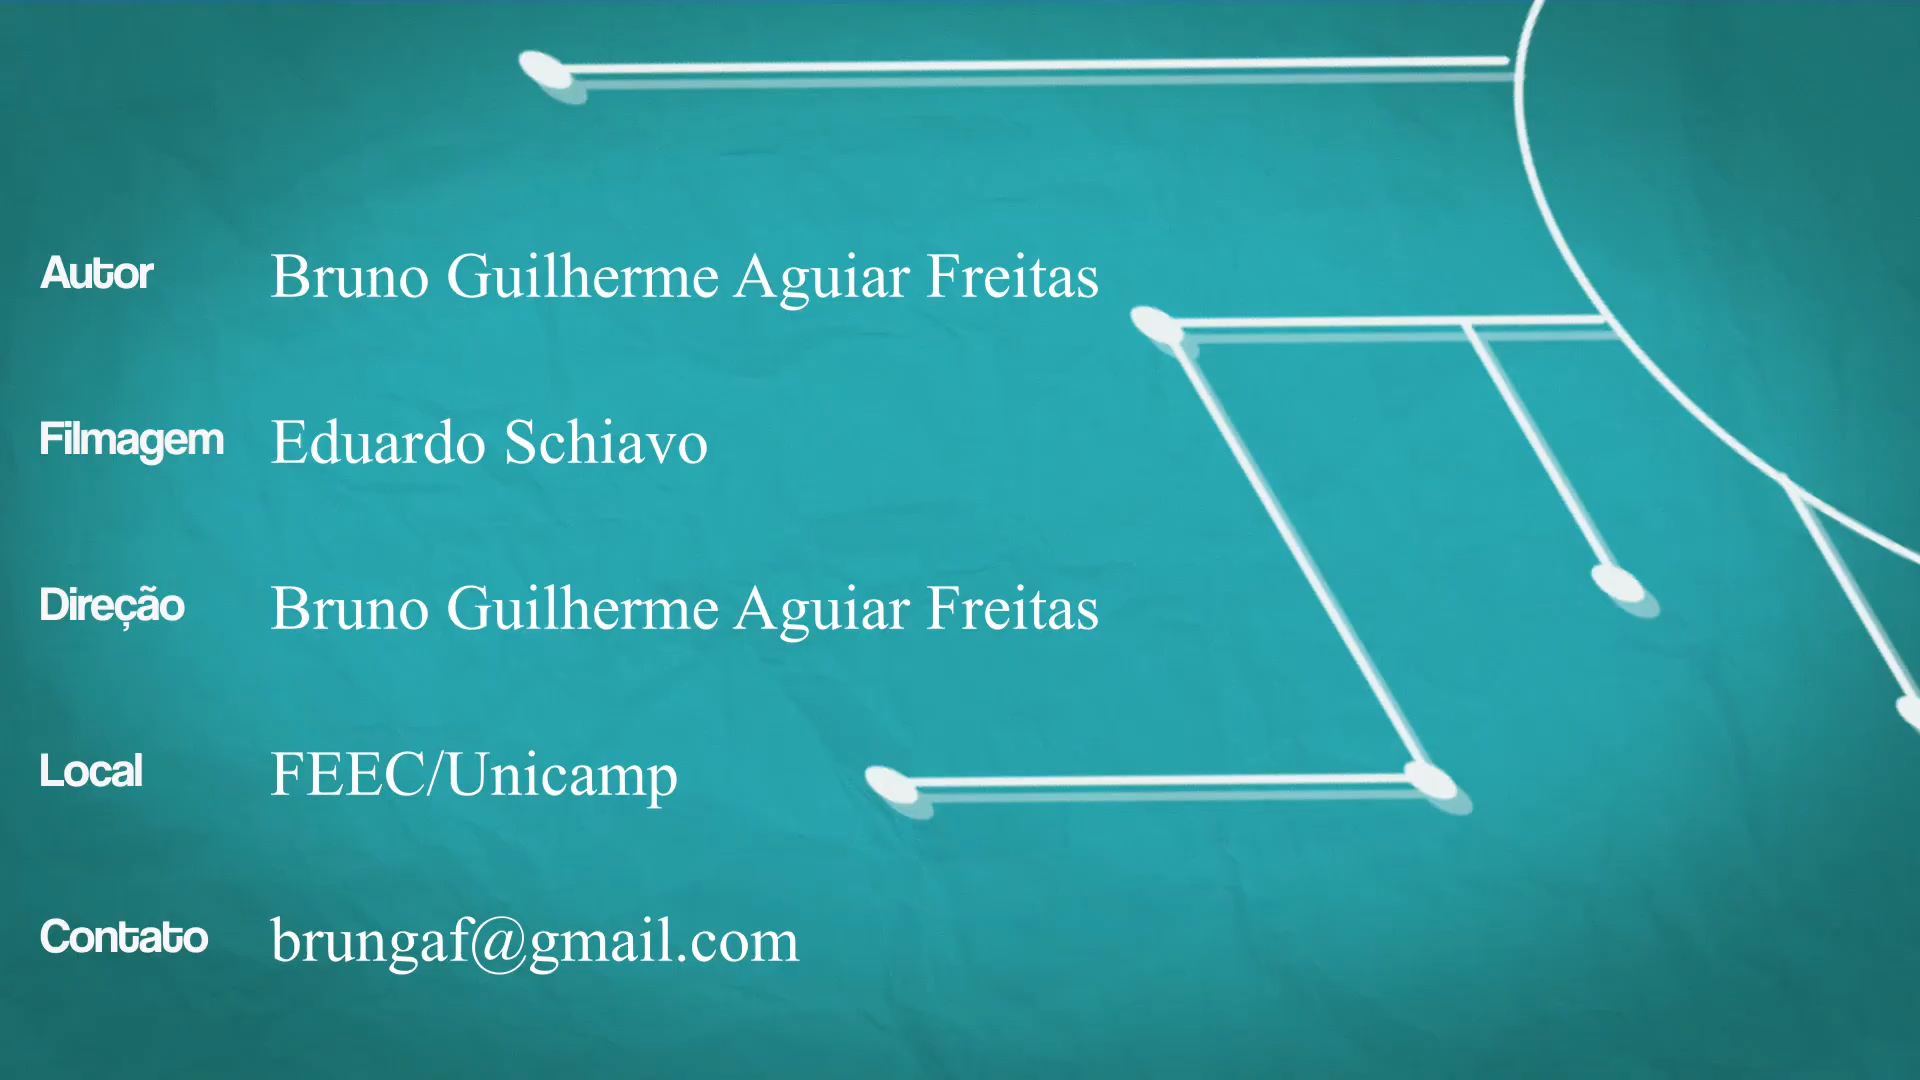 Autor Bruno Guilherme Aguiar Freitas
Filmagem Eduardo Schiavo
Direção Bruno Guilherme Aguiar Freitas
Local FEEC/Unicamp
Contato brungaf@gmail.com